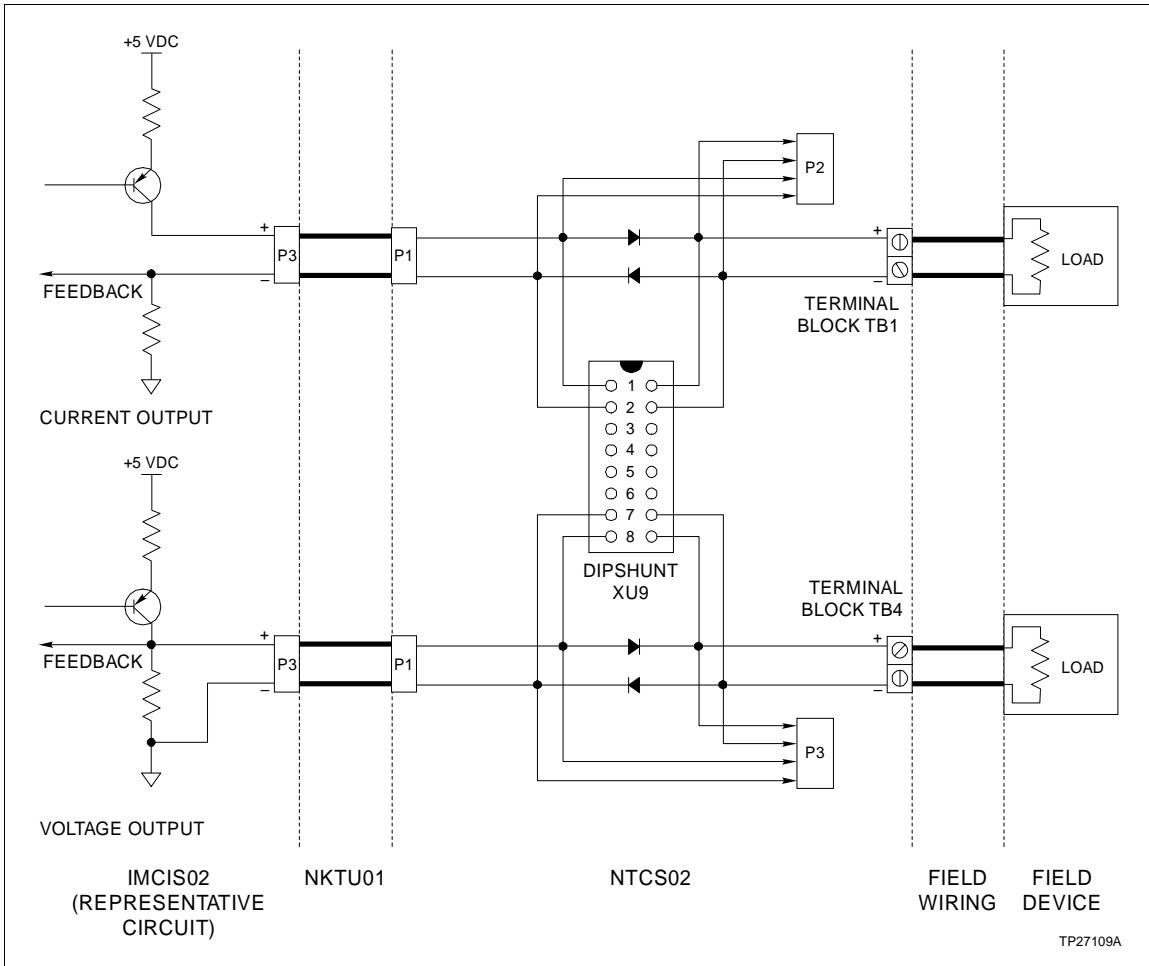 +5 VDC
P2
+
+
P3
P1
LOAD
FEEDBACK
–
–
TERMINAL
BLOCK TB1
1
CURRENT OUTPUT
2
3
4
+5 VDC
5
6
7
8
DIPSHUNT
XU9
TERMINAL
BLOCK TB4
+
+
FEEDBACK
P3
P1
LOAD
–
–
P3
VOLTAGE OUTPUT
IMCIS02
(REPRESENTATIVE
CIRCUIT)
NKTU01
NTCS02
FIELD
WIRING
FIELD
DEVICE
TP27109A